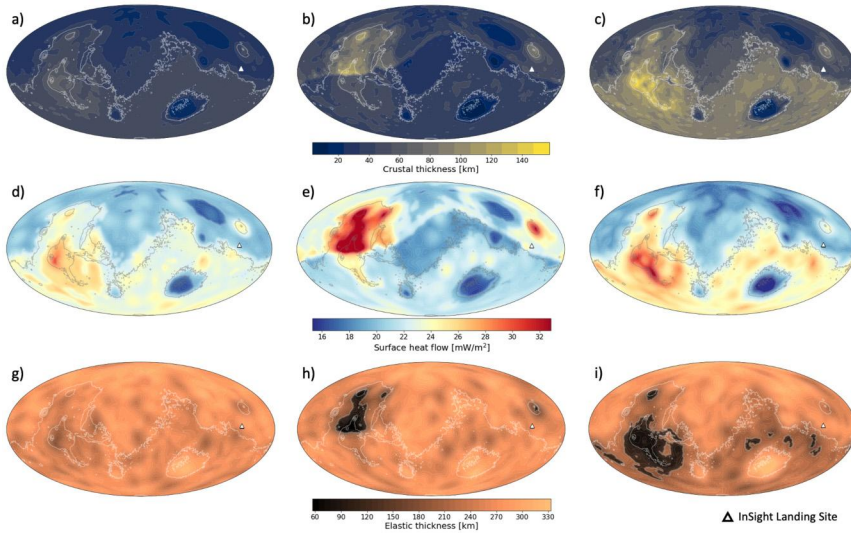 a) b) c)
20 40 60 80 100 120 140
Crustal thickness [km]
d) e) f)
16 18 20 22 24 26 28 30 32
Surface heat flow [mW/m²]
g) h) i)
60 90 120 150 180 210 240 270 300 330
Elastic thickness [km]
InSight Landing Site